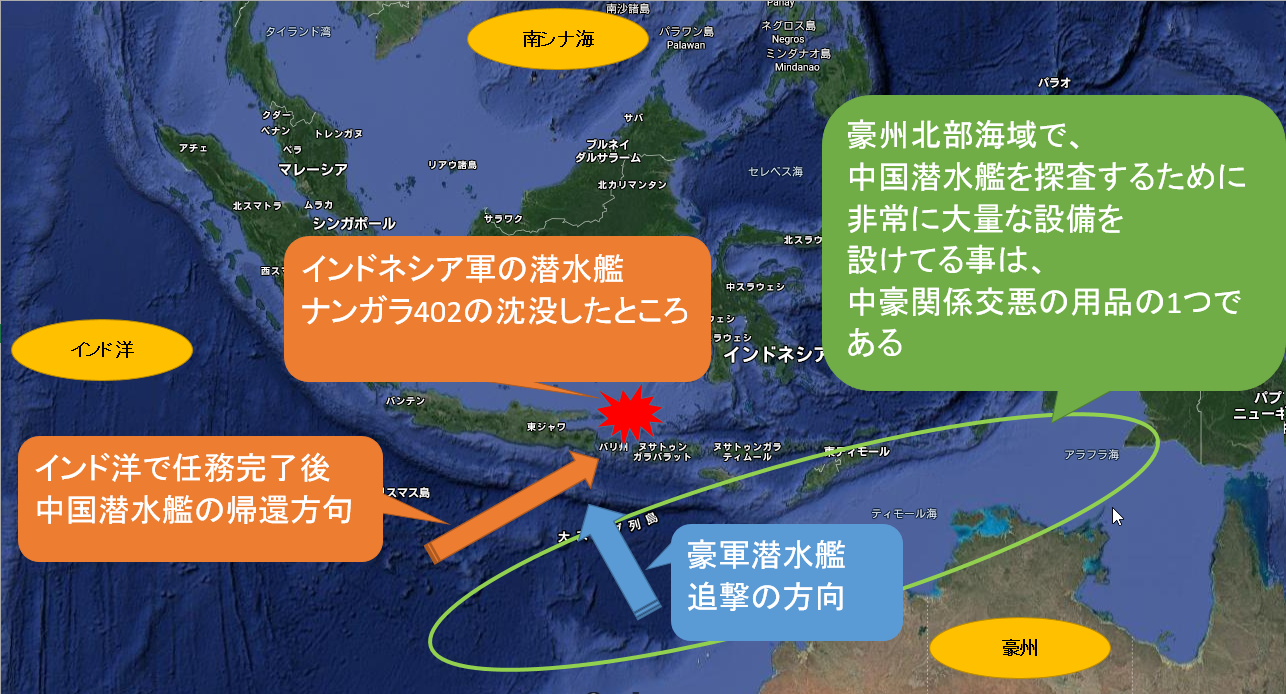 南沙諸島
Panay
タイランド湾
南シナ海
パラワン島
Palawan
ネグロス島
Negros
ミンダナオ島
Mindanao
パラオ
クダー
ペナン
トレンガヌ
サバ
アチェ
ペラ
マレーシア
リアウ諸島
ブルネイ
ダルサラーム
セレベス海
北カリマンタン
北スマトラ
ムラカ
シンガポール
サラワク
北スラウ
豪州北部海域で、
中国潜水艦を探査するために
非常に大量な設備を
設けてる事は、
中豪関係交悪の用品の1つで
ある
西ス
インドネシア軍の潜水艦
ナンガラ402の沈没したところ
中スラウェシ
ウェシ
ラウェシ
インドネシア
インド洋
バンテン
東ジャワ
バリ州
ヌサトゥン
ガラバラット
ヌサトゥンガラ
ティムール
東ティモール
パプ
ニューギ
アラフラ海
インド洋で任務完了後
中国潜水艦の帰還方句
スマス島
ティモール海
大ス
列島
豪軍潜水艦
追撃の方向
豪州